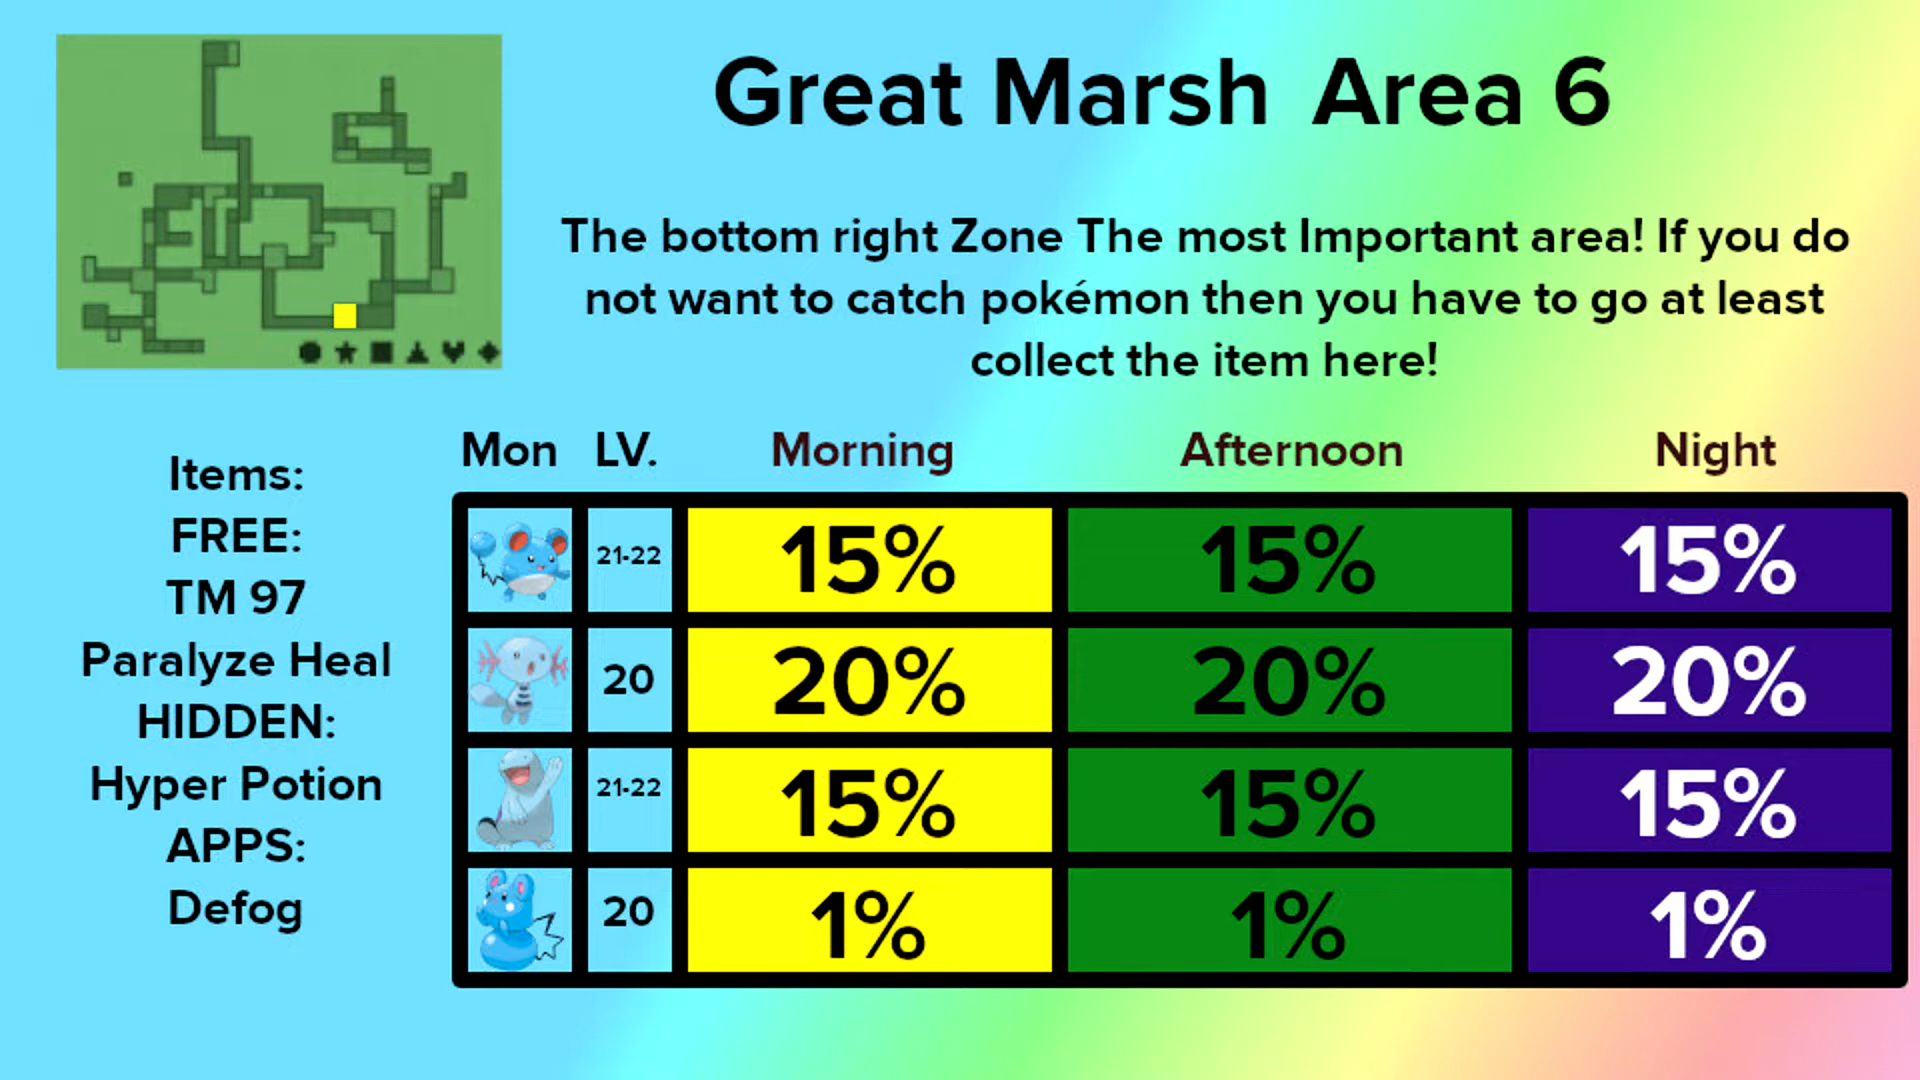 Great Marsh Area 6
The bottom right Zone The most Important area! If you do
not want to catch pokémon then you have to go at least
collect the item here!
Items:
FREE:
TM 97
Paralyze Heal
HIDDEN:
Hyper Potion
APPS:
Defog
Mon LV. Morning Afternoon Night
21-22 15% 15% 15%
20 20% 20% 20%
21-22 15% 15% 15%
20 1% 1% 1%